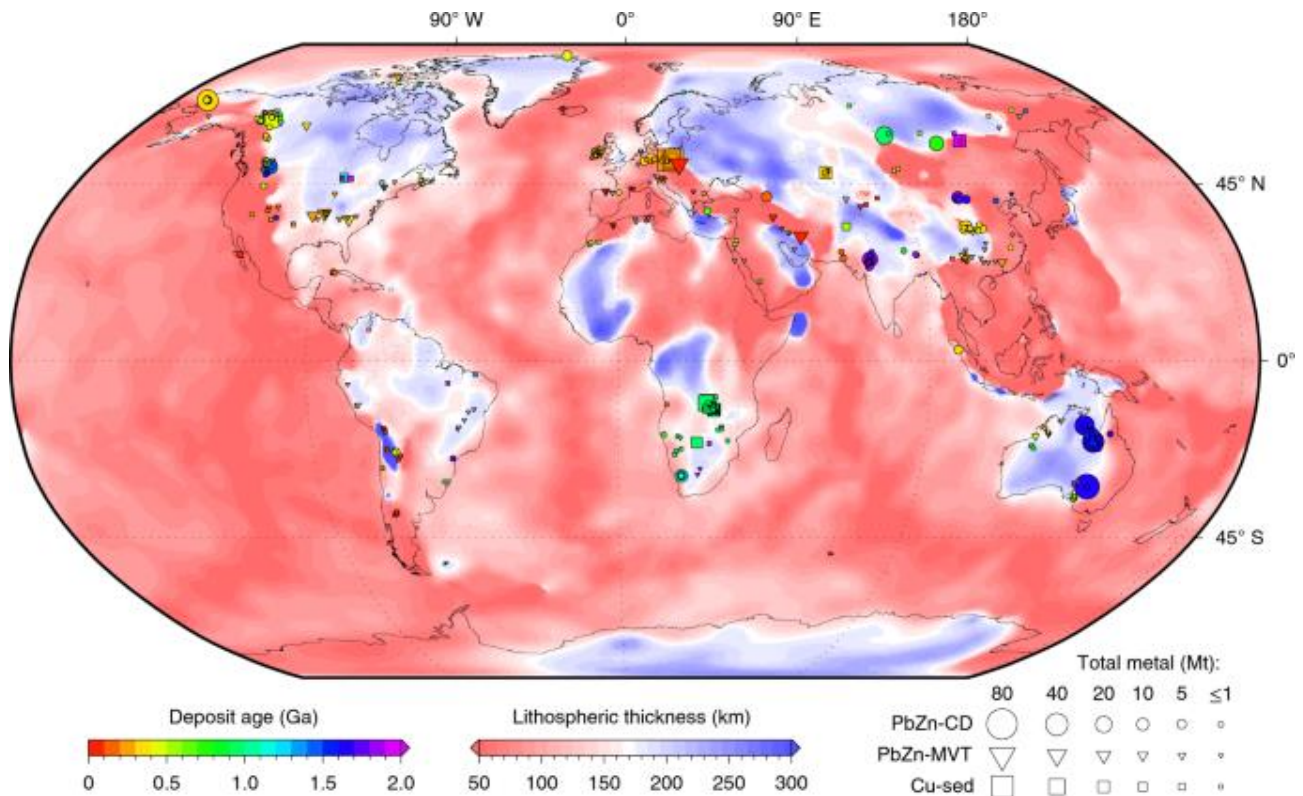 90° W 0° 90° E 180°
45° N
0°
45° S
Total metal (Mt):
Deposit age (Ga) Lithospheric thickness (km) 80 40 20 10 5 ≤1
PbZn-CD
PbZn-MVT
0 0.5 1.0 1.5 2.0 50 100 150 200 250 300 Cu-sed